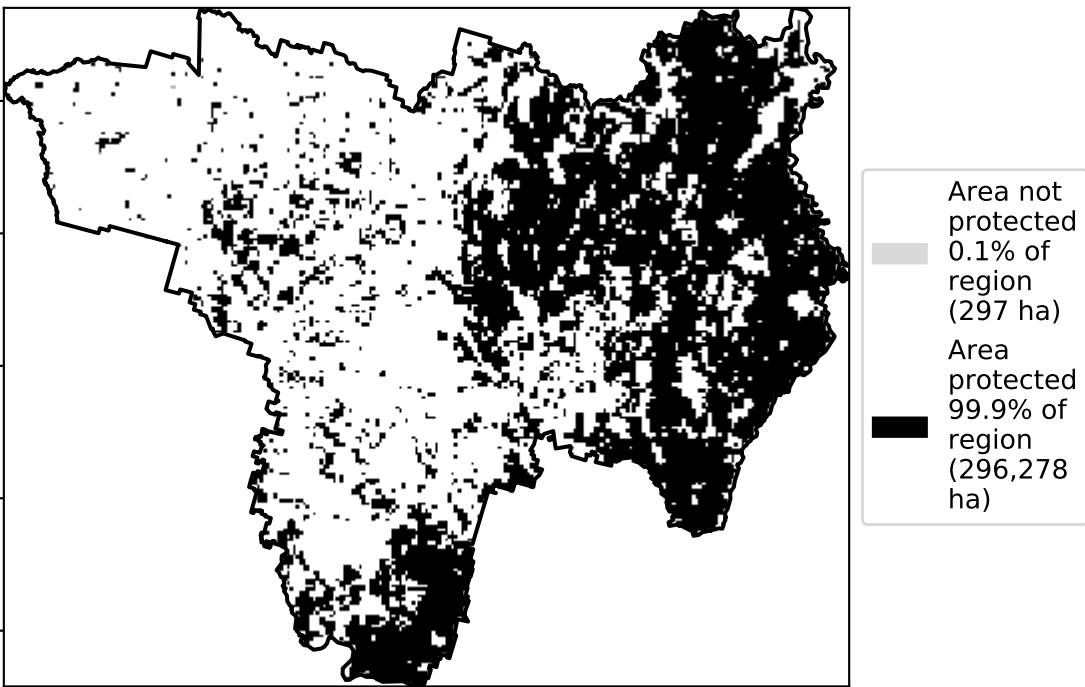 Area not
protected
0.1% of
region
(297 ha)
Area
protected
99.9% of
region
(296,278
ha)